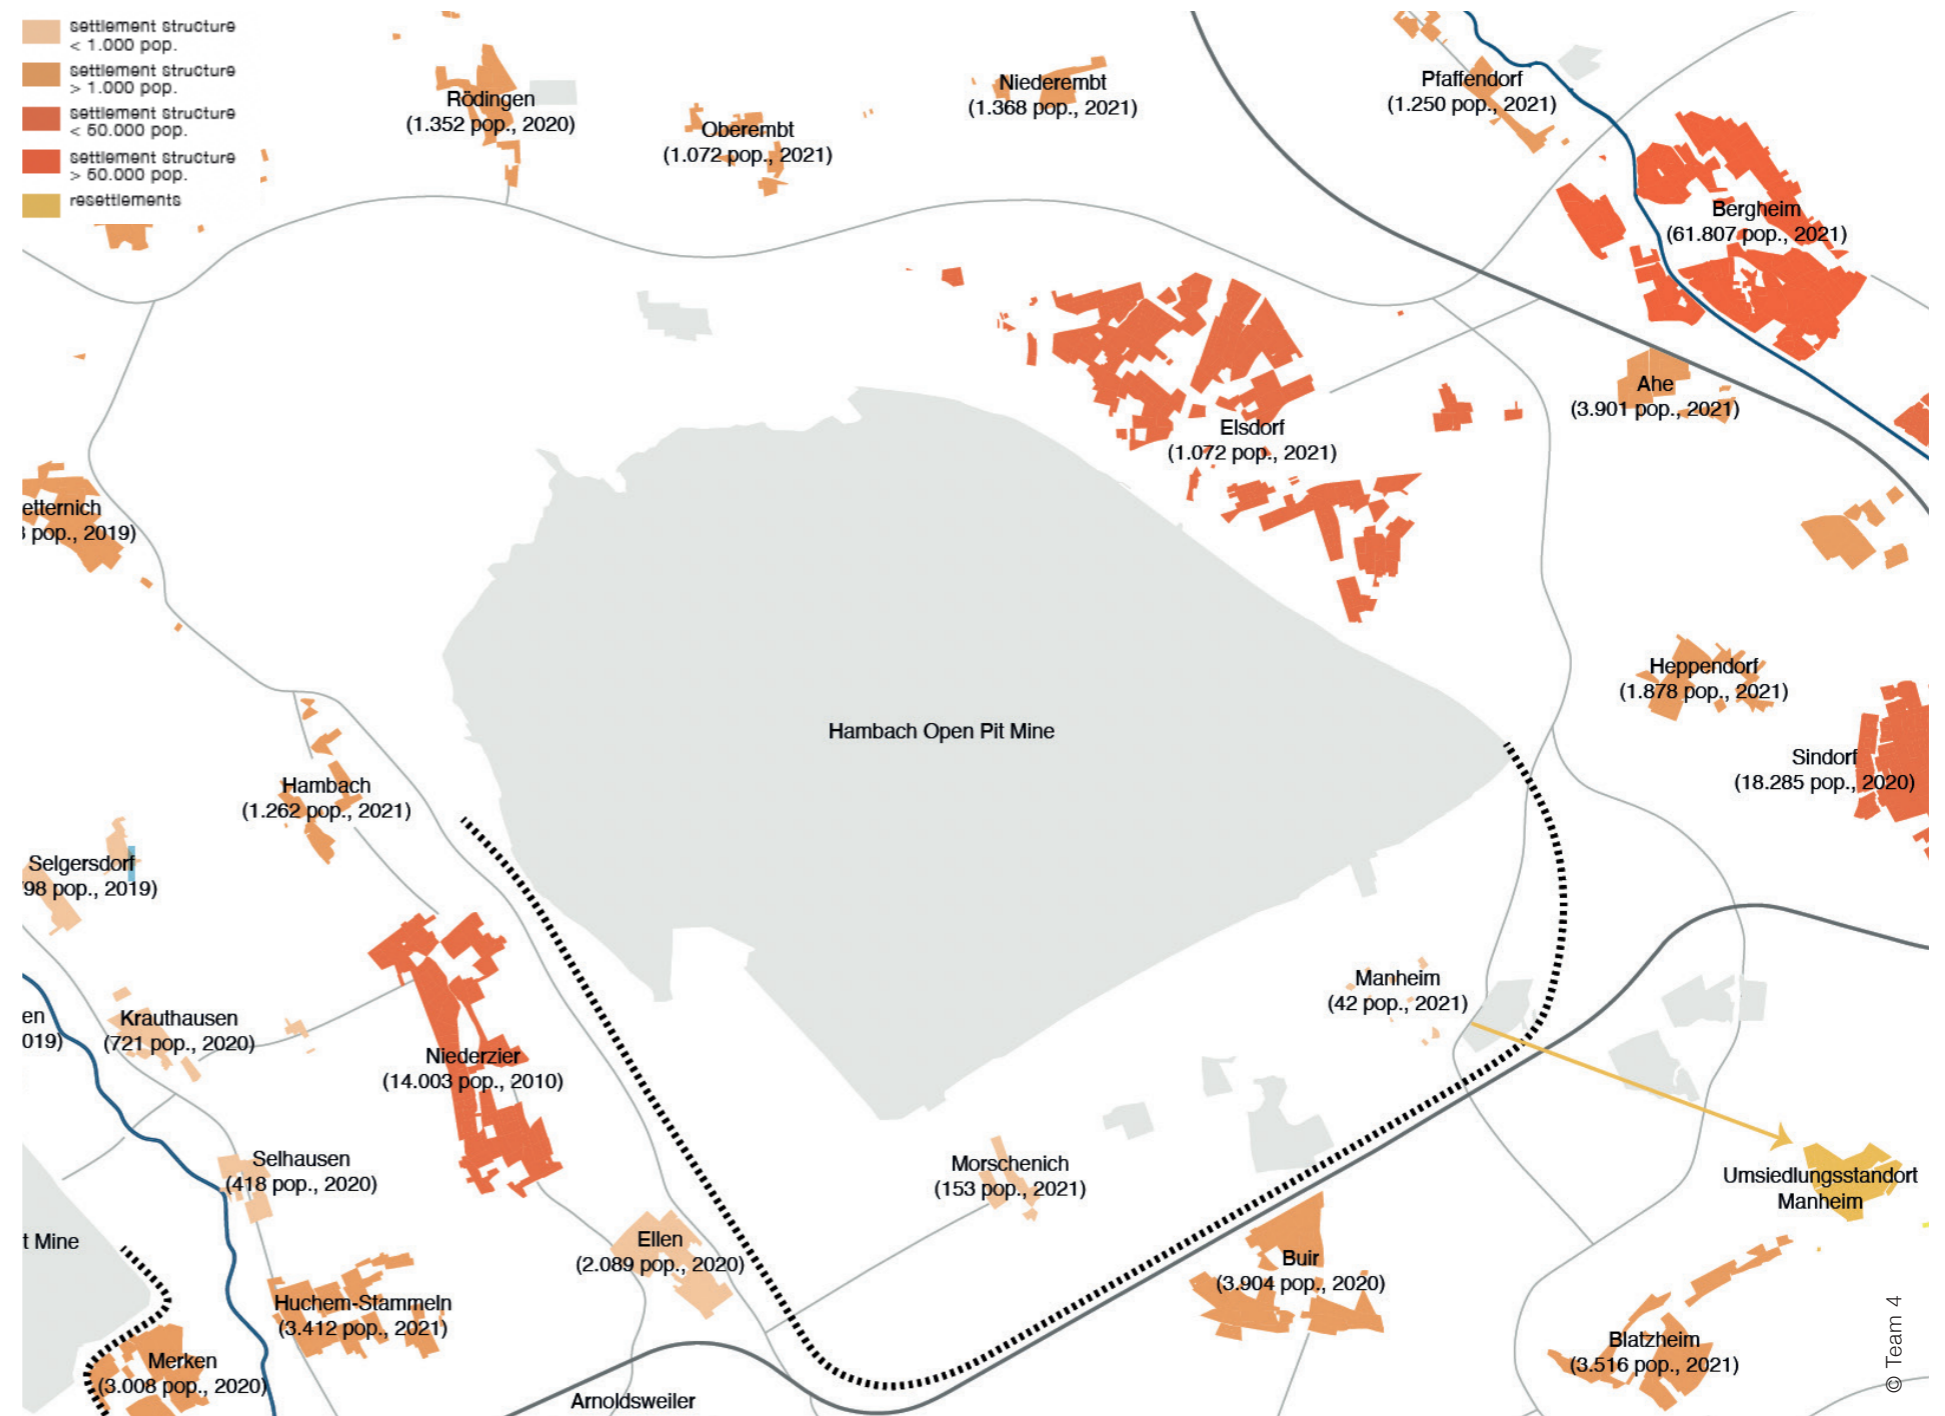 settlement structure
< 1.000 pop.
settlement structure
> 1.000 pop.
settlement structure
< 50.000 pop.
settlement structure
> 50.000 pop.
resettlements
Rödingen
(1.352 pop., 2020)
Oberembt
(1.072 pop., 2021)
Niederembt
(1.368 pop., 2021)
Pfaffendorf
(1.250 pop., 2021)
Bergheim
(61.807 pop., 2021)
Ahe
(3.901 pop., 2021)
Elsdorf
(1.072 pop., 2021)
etternich
pop., 2019)
Heppendorf
(1.878 pop., 2021)
Sindorf
(18.285 pop., 2020)
Hambach Open Pit Mine
Hambach
(1.262 pop., 2021)
Selgersdorf
98 pop., 2019)
Manheim
(42 pop., 2021)
en
019)
Krauthausen
(721 pop., 2020)
Niederzier
(14.003 pop., 2010)
Selhausen
(418 pop., 2020)
Morschenich
(153 pop., 2021)
Umsiedlungsstandort
Manheim
t Mine
Ellen
(2.089 pop., 2020)
Buir
(3.904 pop., 2020)
Huchem-Stammeln
(3.412 pop., 2021)
Merken
(3.008 pop., 2020)
Blatzheim
(3.516 pop., 2021)
Arnoldsweiler
© Team 4